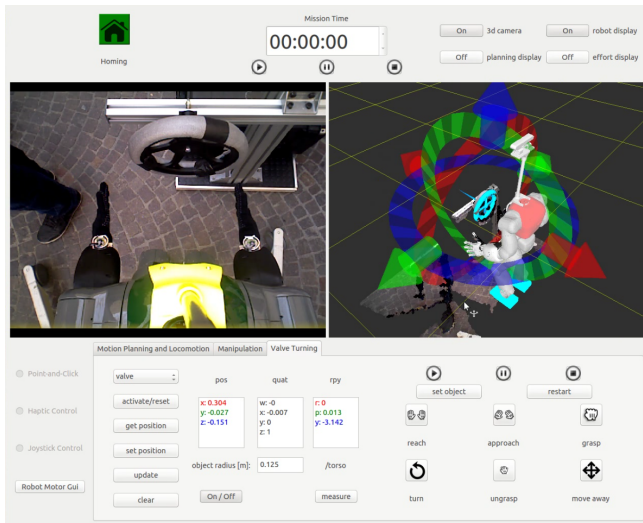 Mission Time
00:00:00
Homing
On 3d camera On robot display
Off planning display Off effort display
Motion Planning and Locomotion Manipulation Valve Turning
Point-and-Click
Haptic Control
Joystick Control
Robot Motor Gui
valve
activate/reset
get position
set position
update
clear
pos quat rpy
x: 0.304
y: -0.027
z: -0.151
w: -0
x: -0.007
y: 0
z: 1
r: 0
p: 0.013
y: -3.142
object radius [m]: 0.125 /torso
On / Off measure
set object restart
reach approach grasp
turn ungrasp move away